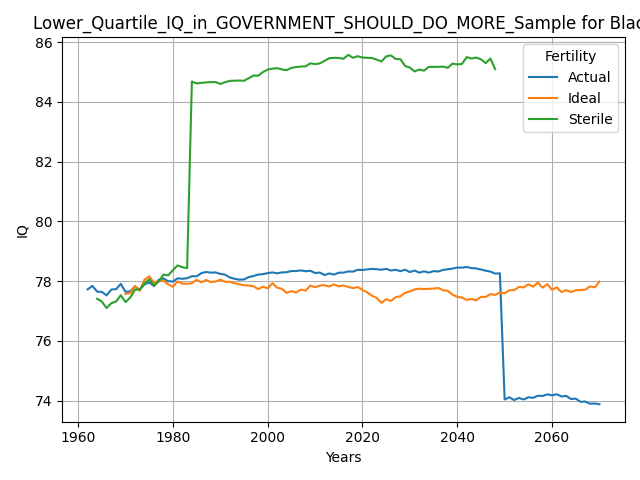 Lower_Quartile_IQ_in_GOVERNMENT_SHOULD_DO_MORE_Sample for Blac
86
84
82
80
78
76
74
IQ
1960
1980
2000
2020
2040
2060
Years
Fertility
Actual
Ideal
Sterile